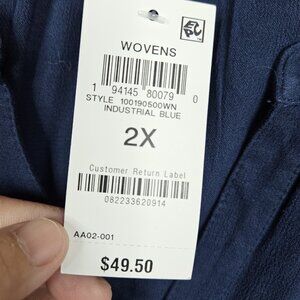 WOVENS
1 94145 80079 0
STYLE 100190500WN
INDUSTRIAL BLUE
2X
Customer Return Label
082233620914
AA02-001
$49.50